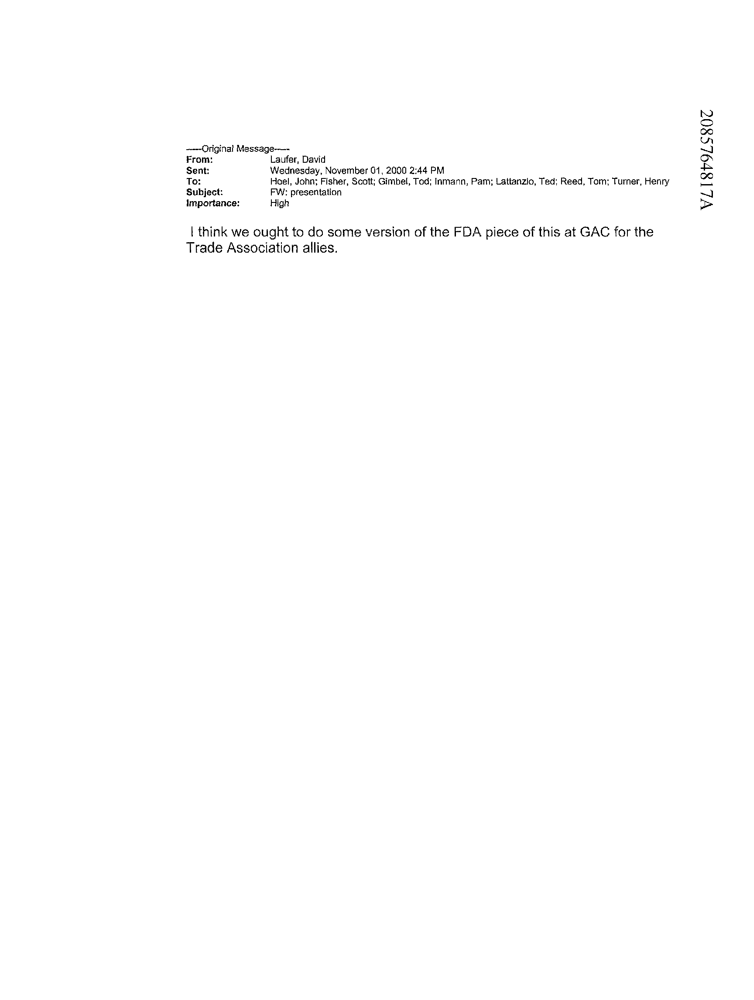 -----Original Message-----
From: Laufer, David
Sent: Wednesday, November 01, 2000 2:44 PM
To: Hoel, John; Fisher, Scott; Gimbel, Tod; Inmann, Pam; Lattanzio, Ted; Reed, Tom; Turner, Henry
Subject: FW: presentation
Importance: High
I think we ought to do some version of the FDA piece of this at GAC for the
Trade Association allies.
2085764817A